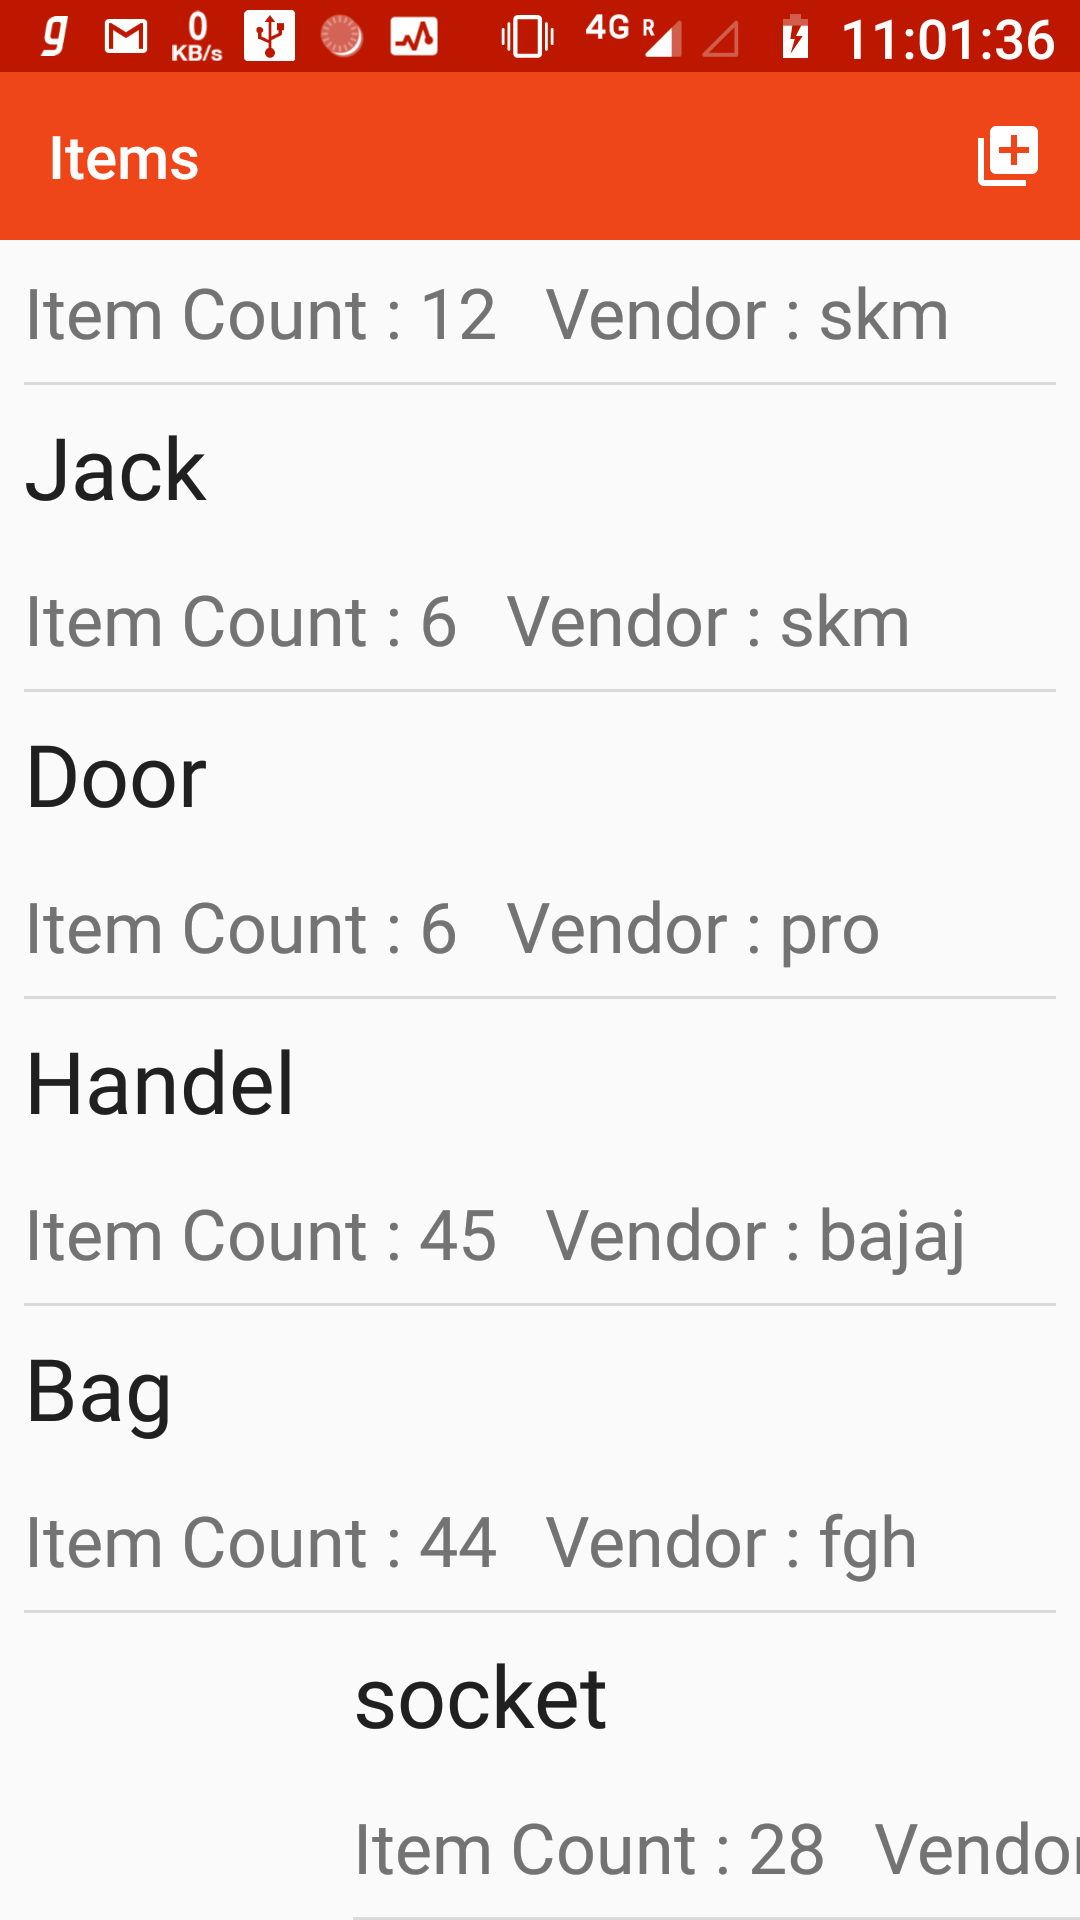 g 0 KB/s 4G R 11:01:36
Items
Item Count : 12 Vendor : skm
Jack
Item Count : 6 Vendor : skm
Door
Item Count : 6 Vendor : pro
Handel
Item Count : 45 Vendor : bajaj
Bag
Item Count : 44 Vendor : fgh
socket
Item Count : 28 Vendor